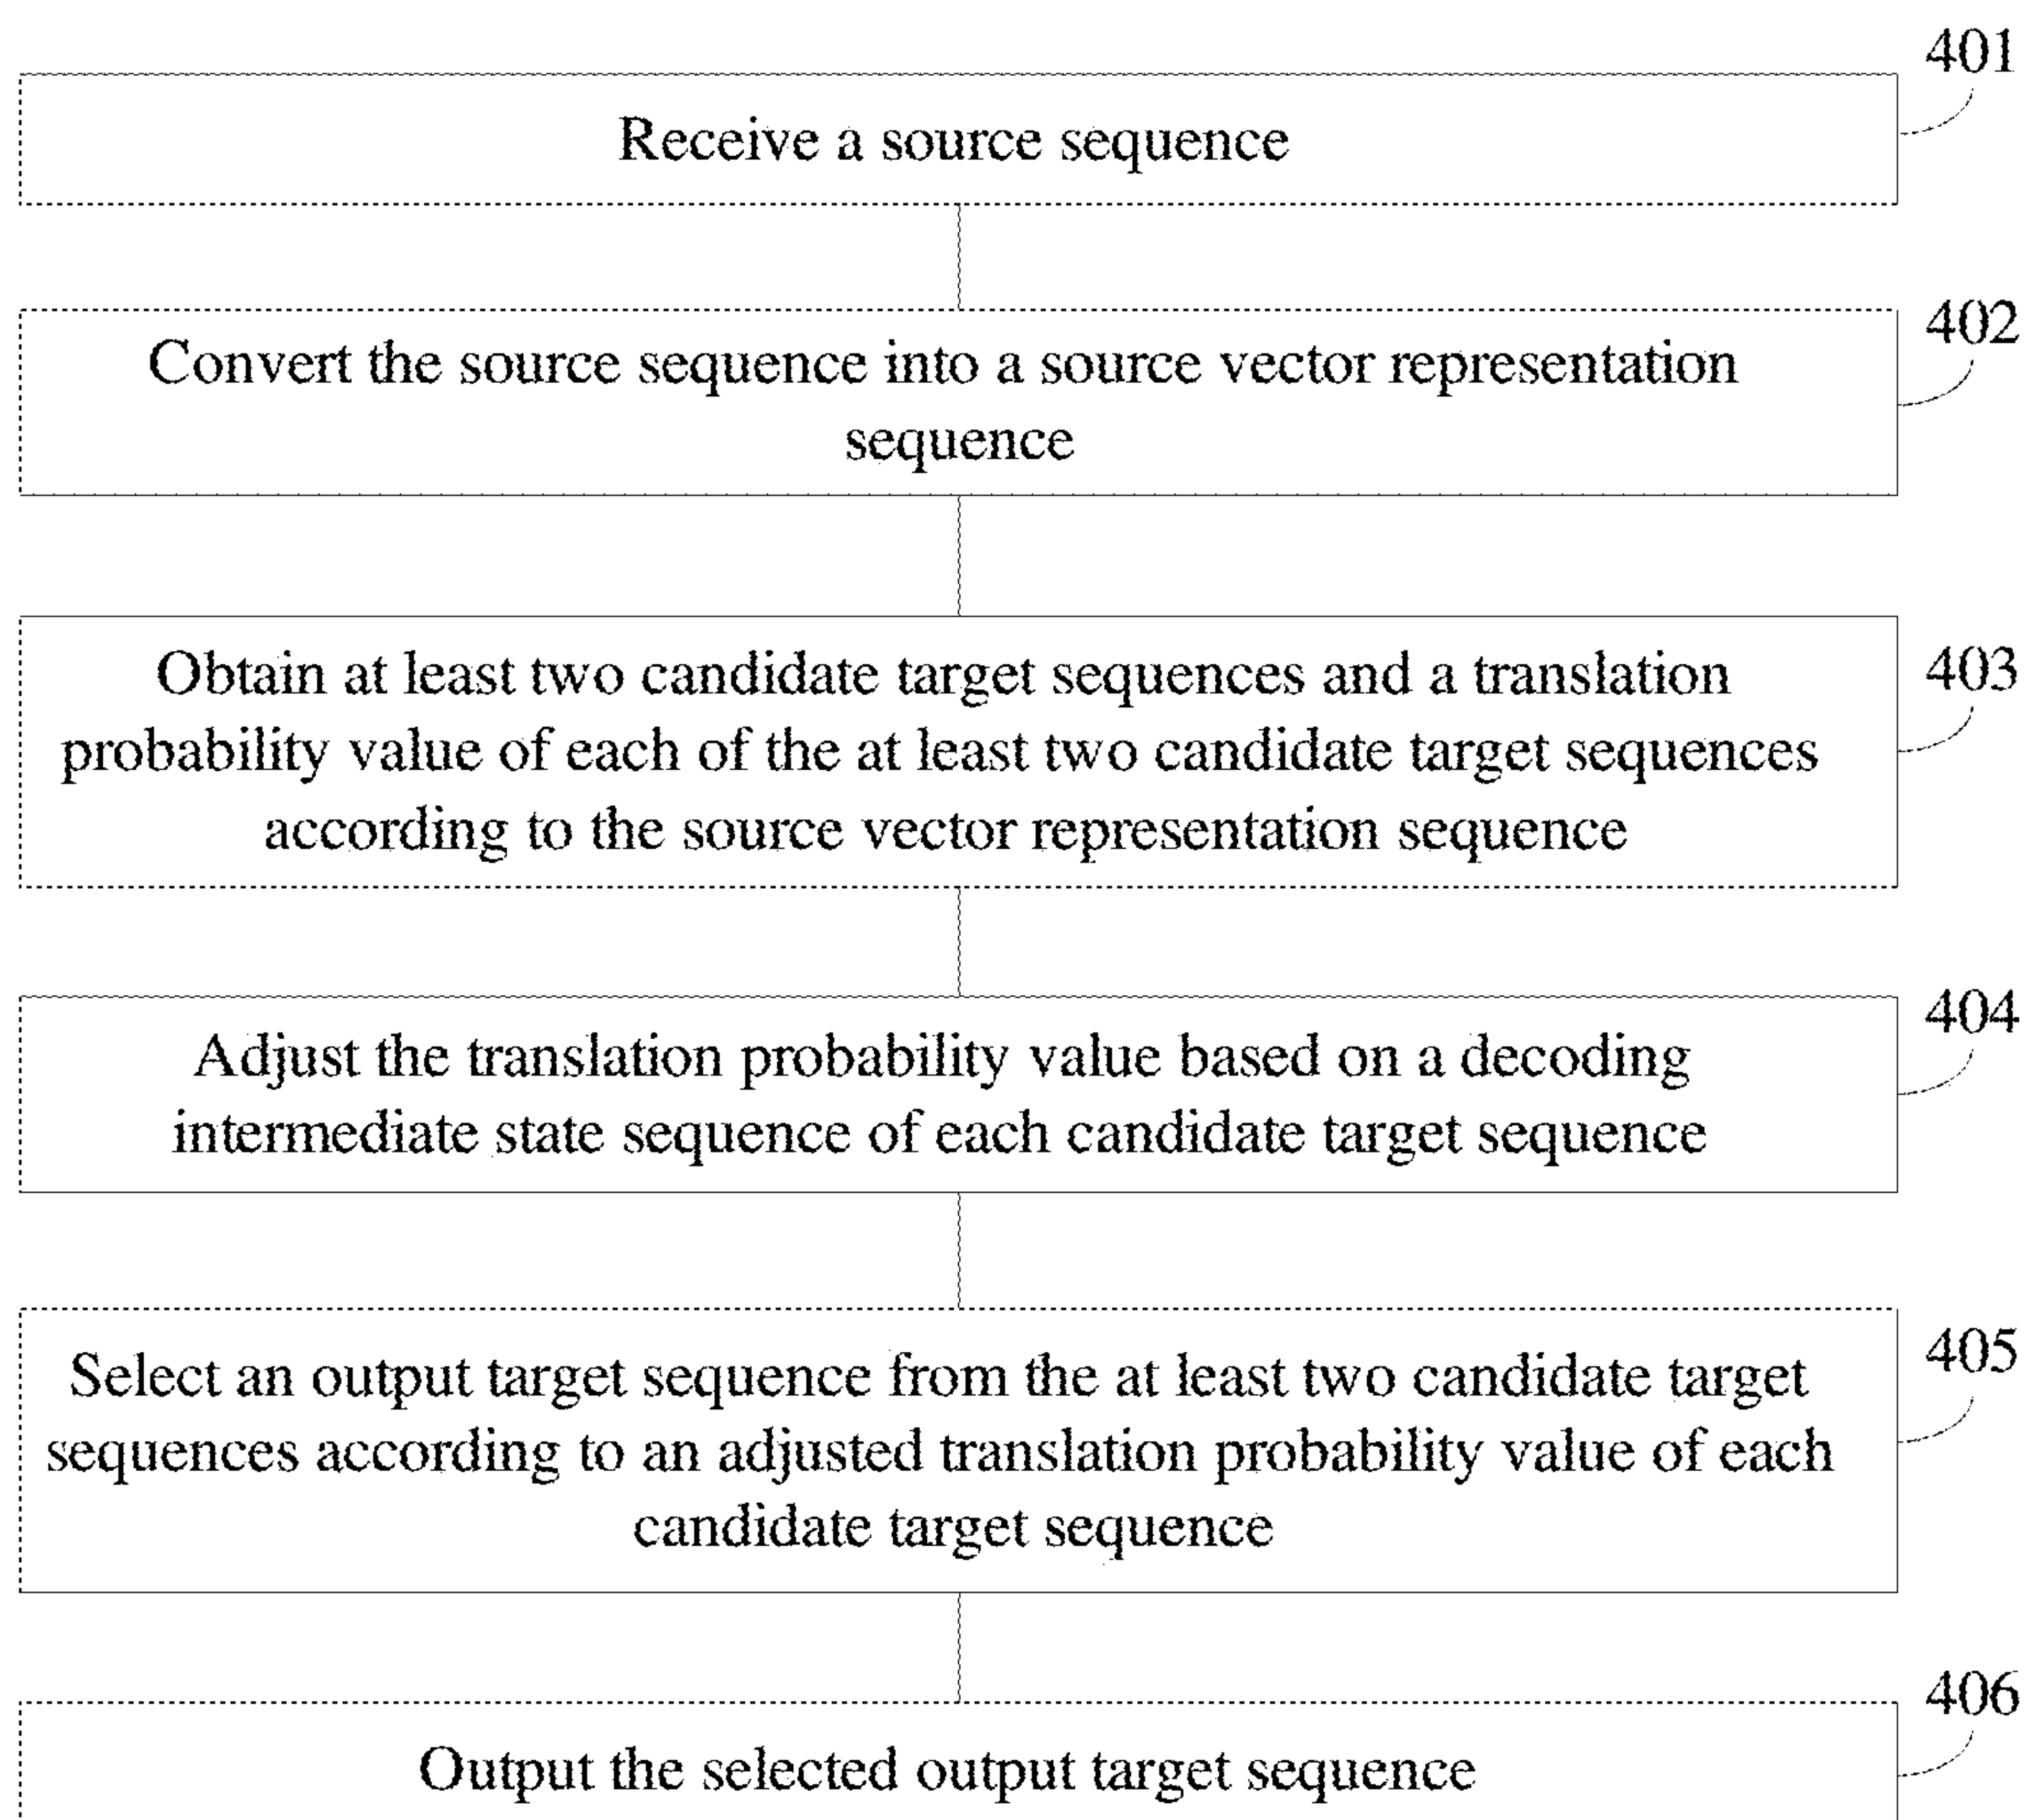 401
Receive a source sequence
402
Convert the source sequence into a source vector representation
sequence
403
Obtain at least two candidate target sequences and a translation
probability value of each of the at least two candidate target sequences
according to the source vector representation sequence
404
Adjust the translation probability value based on a decoding
intermediate state sequence of each candidate target sequence
405
Select an output target sequence from the at least two candidate target
sequences according to an adjusted translation probability value of each
candidate target sequence
406
Output the selected output target sequence